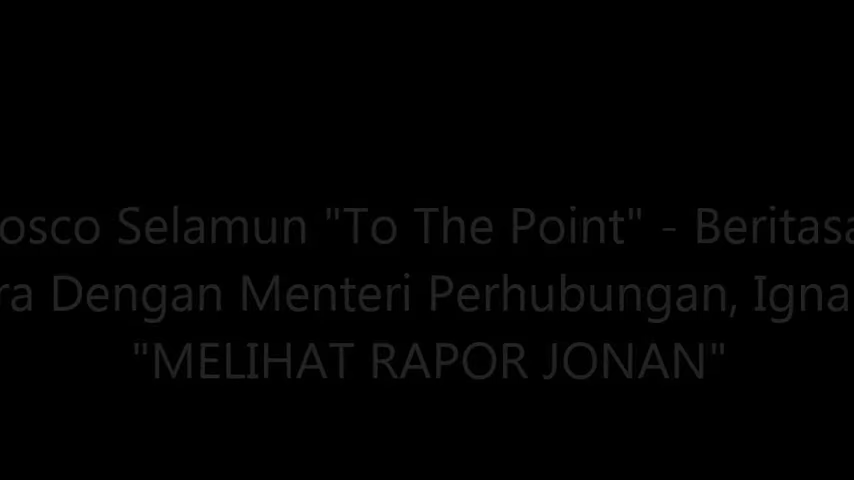 osco Selamun "To The Point" - Beritasa
ra Dengan Menteri Perhubungan, Igna
"MELIHAT RAPOR JONAN"